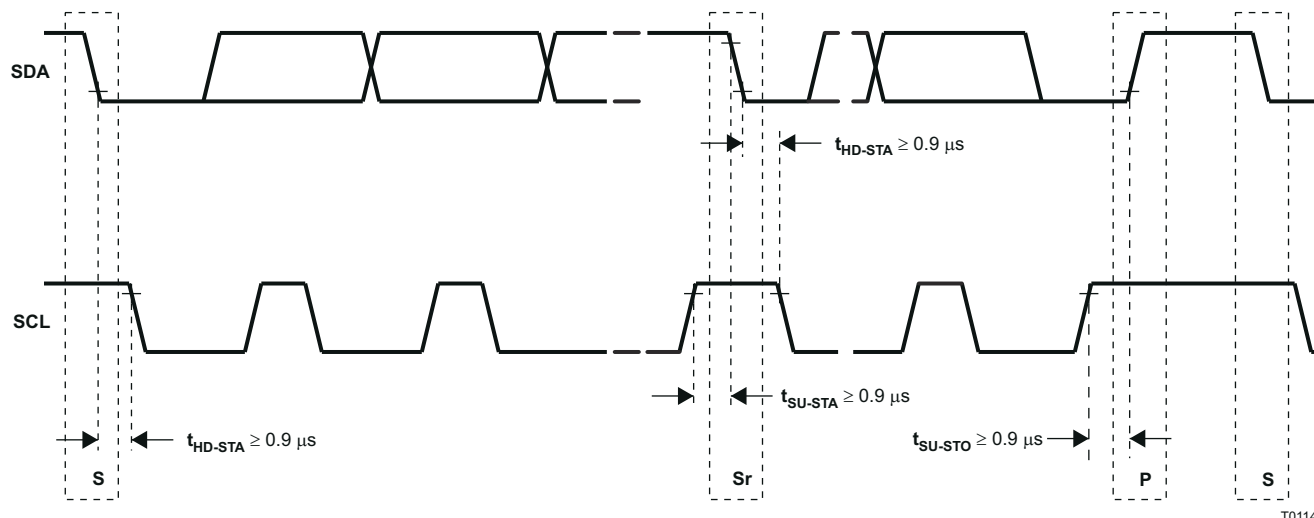 SDA
t_HD-STA ≥ 0.9 μs
SCL
t_SU-STA ≥ 0.9 μs
t_HD-STA ≥ 0.9 μs
t_SU-STO ≥ 0.9 μs
S
Sr
P
S
T0114